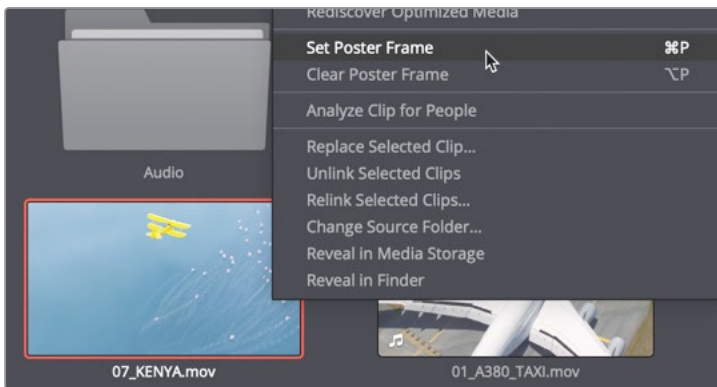 Rediscover Optimized Media
Set Poster Frame ⌘P
Clear Poster Frame ⌥P
Analyze Clip for People
Replace Selected Clip...
Unlink Selected Clips
Relink Selected Clips...
Change Source Folder...
Reveal in Media Storage
Reveal in Finder
Audio
07_KENYA.mov
01_A380_TAXI.mov